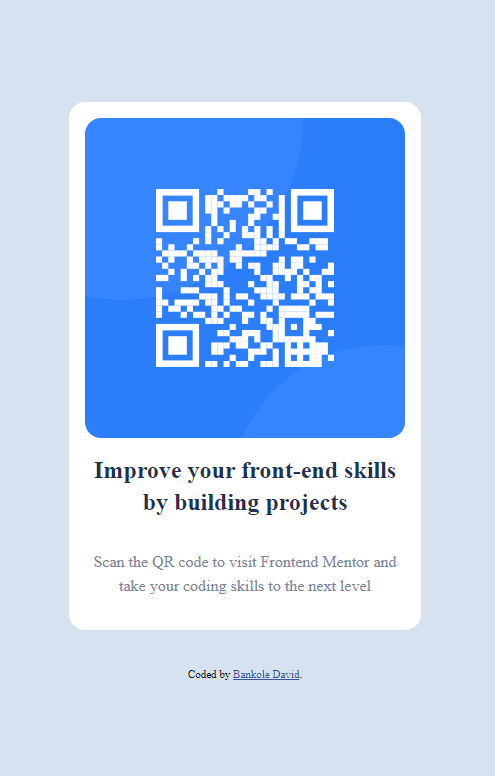 Improve your front-end skills
by building projects
Scan the QR code to visit Frontend Mentor and
take your coding skills to the next level
Coded by Bankole David.